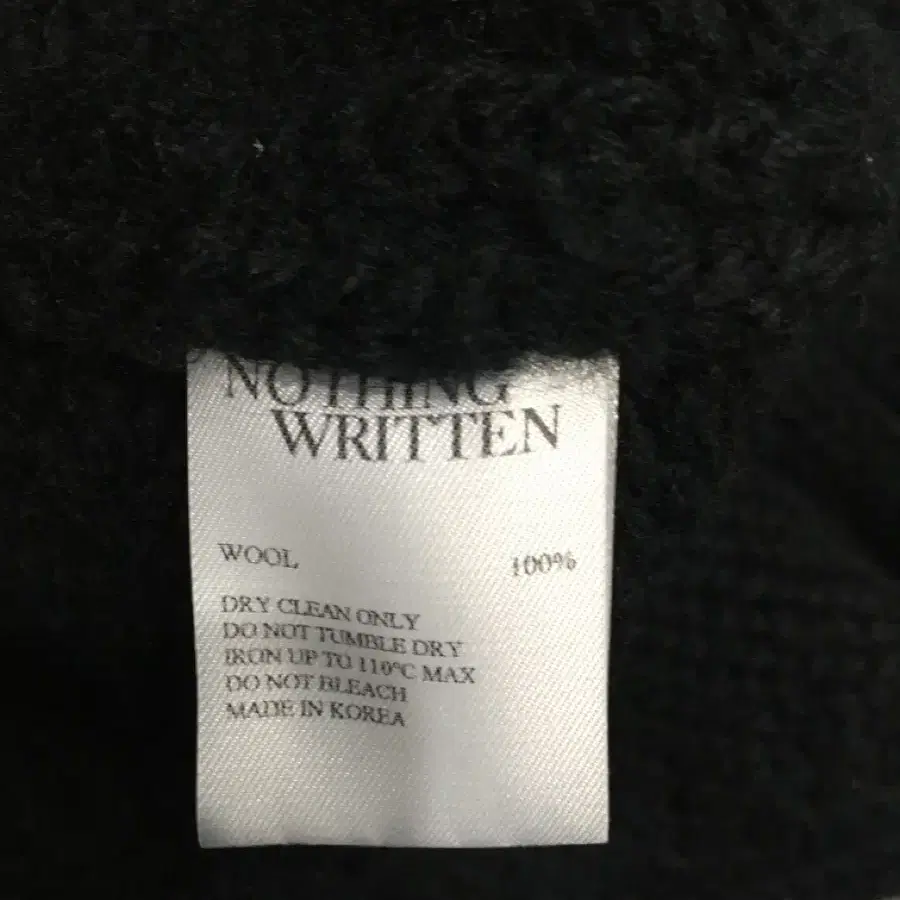 NOTHING
WRITTEN
WOOL 100%
DRY CLEAN ONLY
DO NOT TUMBLE DRY
IRON UP TO 110°C MAX
DO NOT BLEACH
MADE IN KOREA